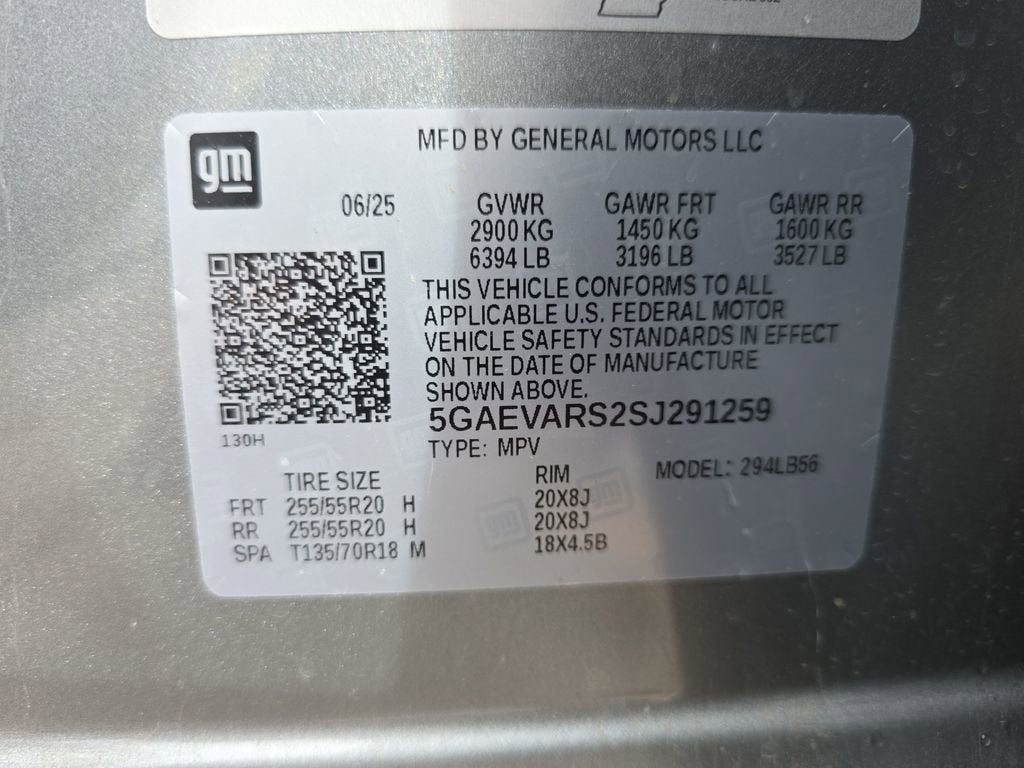 MFD BY GENERAL MOTORS LLC
gm
06/25 GVWR GAWR FRT GAWR RR
2900 KG 1450 KG 1600 KG
6394 LB 3196 LB 3527 LB
THIS VEHICLE CONFORMS TO ALL
APPLICABLE U.S. FEDERAL MOTOR
VEHICLE SAFETY STANDARDS IN EFFECT
ON THE DATE OF MANUFACTURE
SHOWN ABOVE.
5GAEVARS2SJ291259
130H
TYPE: MPV MODEL: 294LB56
TIRE SIZE RIM
FRT 255/55R20 H 20X8J
RR 255/55R20 H 20X8J
SPA T135/70R18 M 18X4.5B